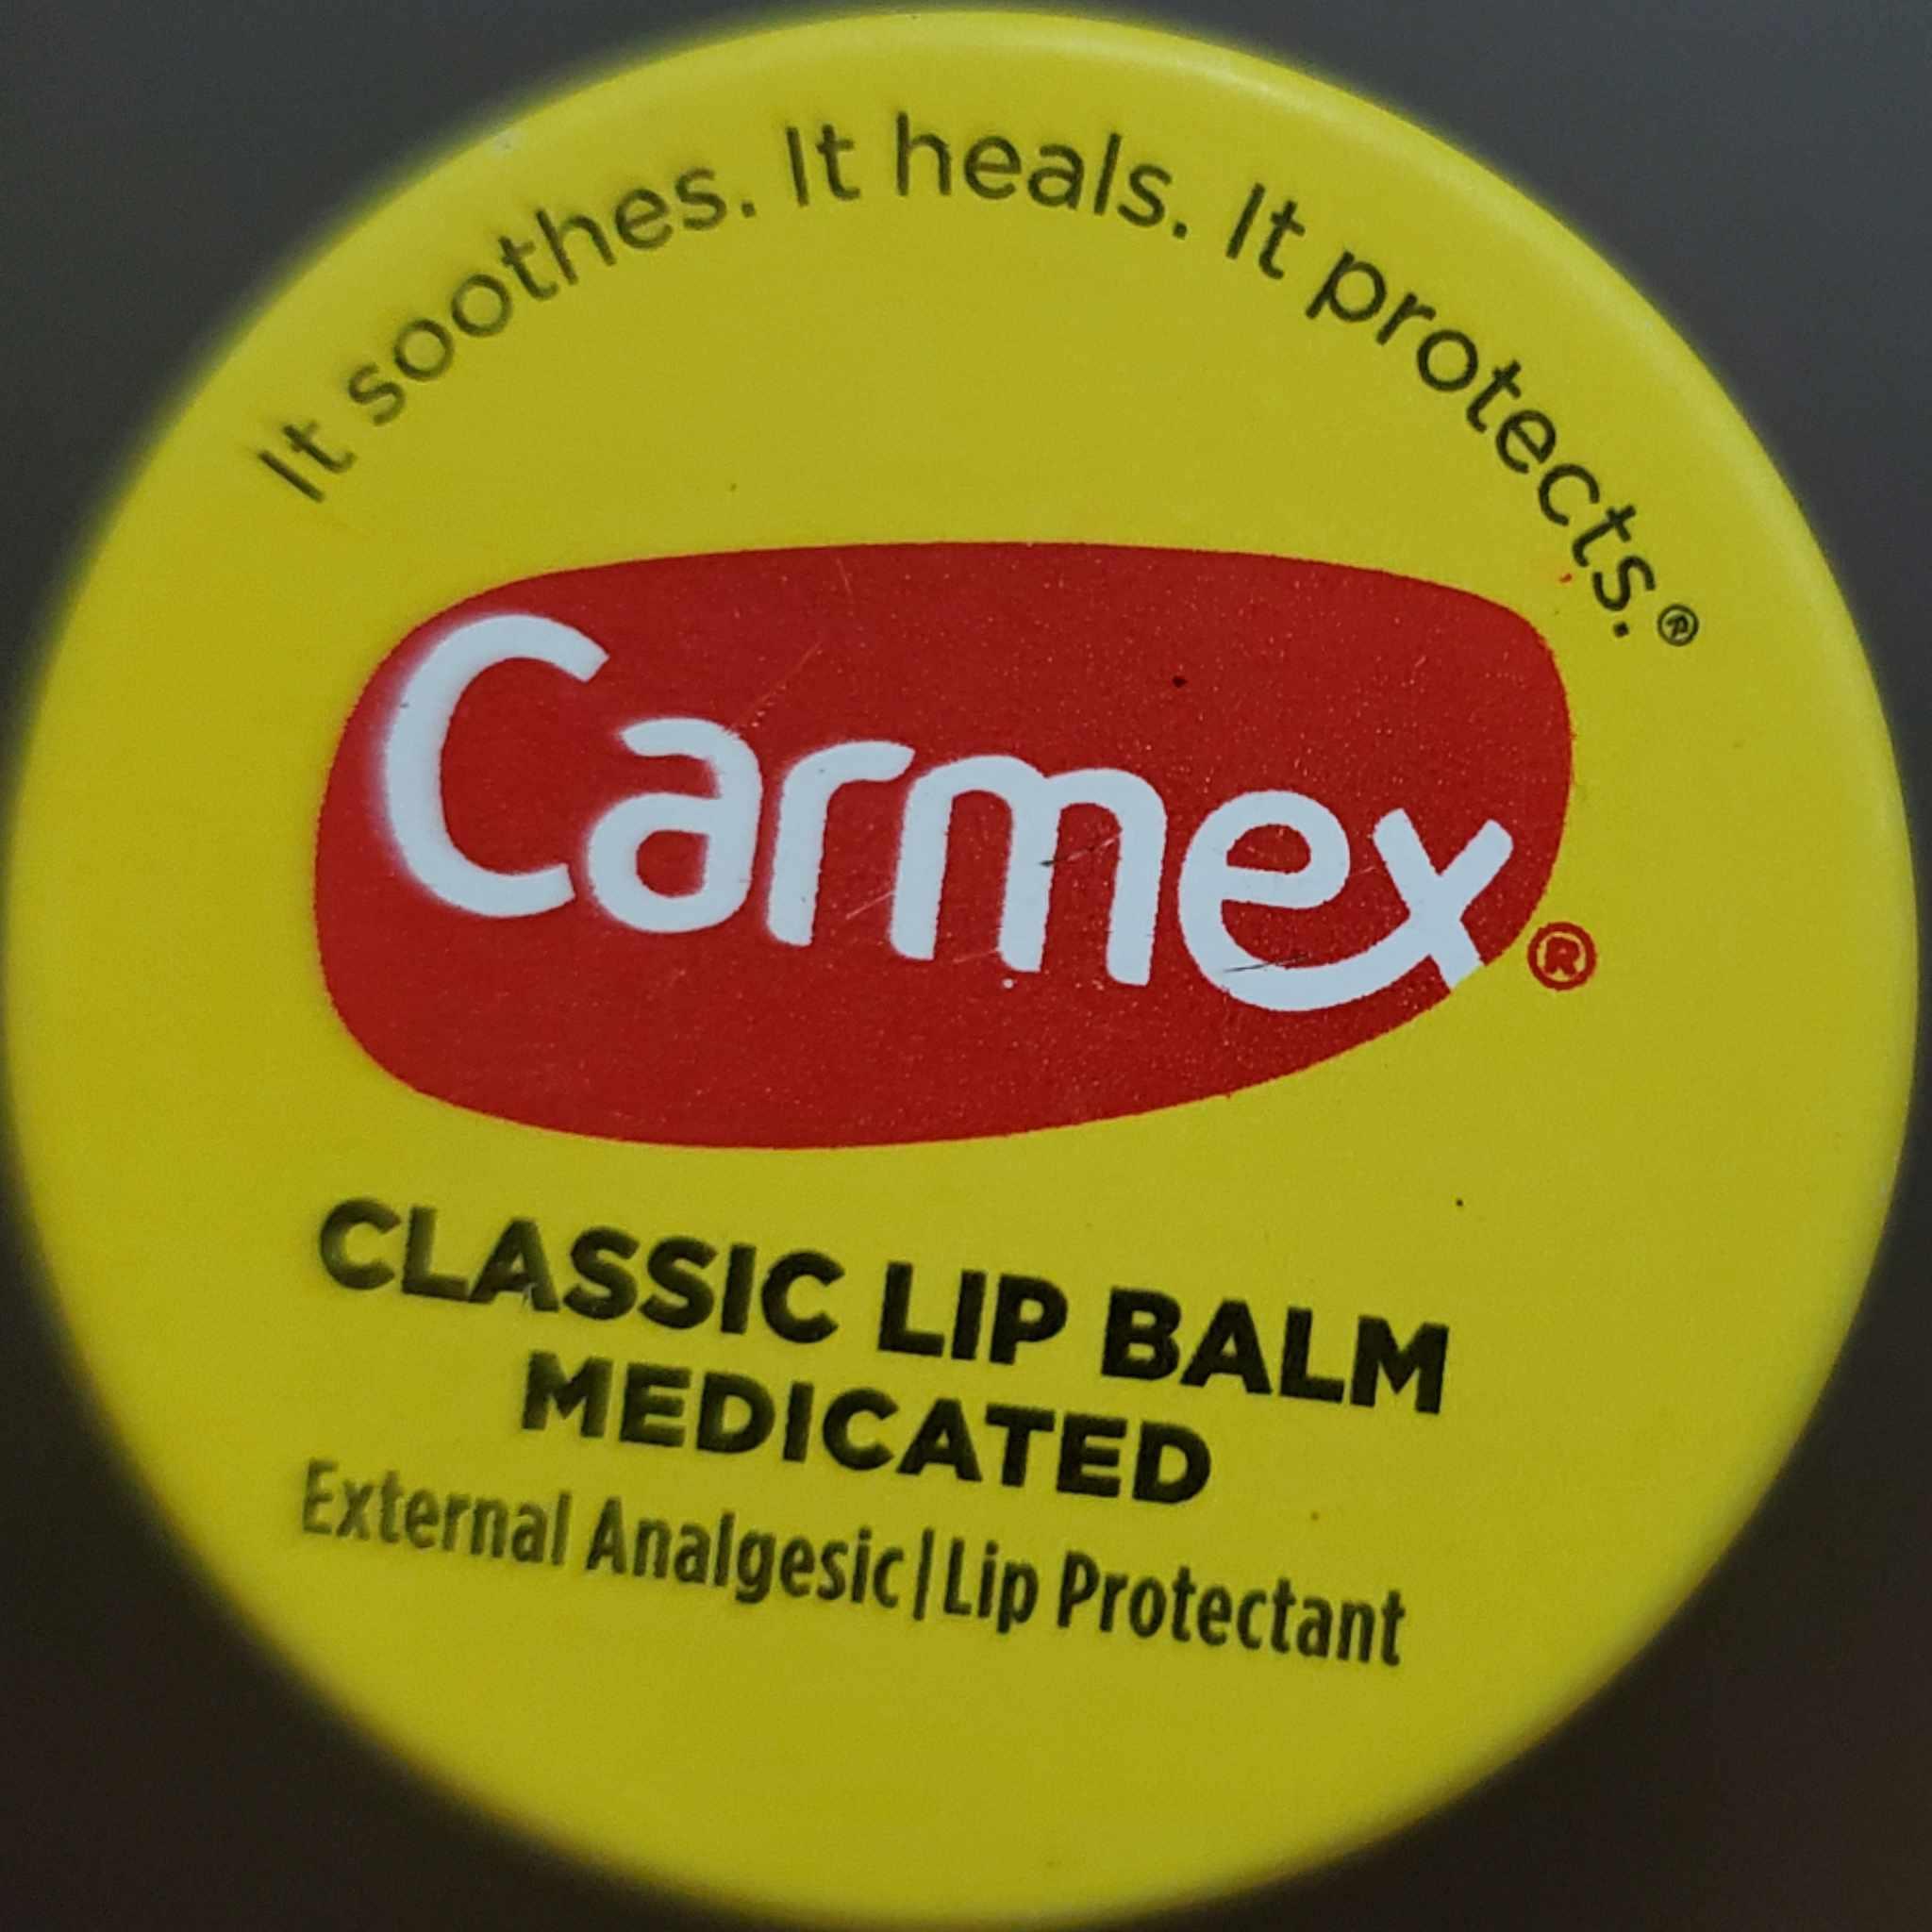 It soothes. It heals. It protects.®
Carmex®
CLASSIC LIP BALM
MEDICATED
External Analgesic|Lip Protectant